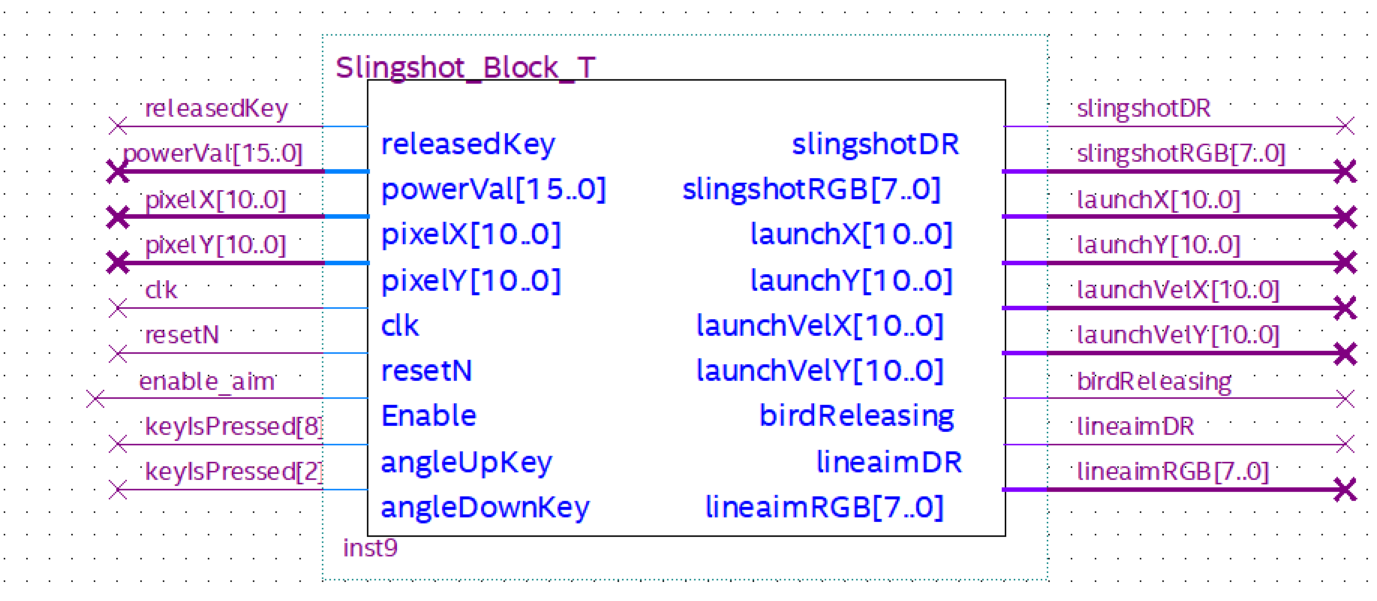 Slingshot_Block_T
releasedKey
releasedKey
slingshotDR
slingshotDR
powerVal[15..0]
powerVal[15..0]
slingshotRGB[7..0]
slingshotRGB[7..0]
pixelX[10..0]
pixelX[10..0]
launchX[10..0]
launchX[10..0]
pixelY[10..0]
pixelY[10..0]
launchY[10..0]
launchY[10..0]
clk
clk
launchVelX[10..0]
launchVelX[10..0]
resetN
resetN
launchVelY[10..0]
launchVelY[10..0]
enable_aim
Enable
birdReleasing
birdReleasing
keyIsPressed[8]
angleUpKey
lineaimDR
lineaimDR
keyIsPressed[2]
angleDownKey
lineaimRGB[7..0]
lineaimRGB[7..0]
inst9